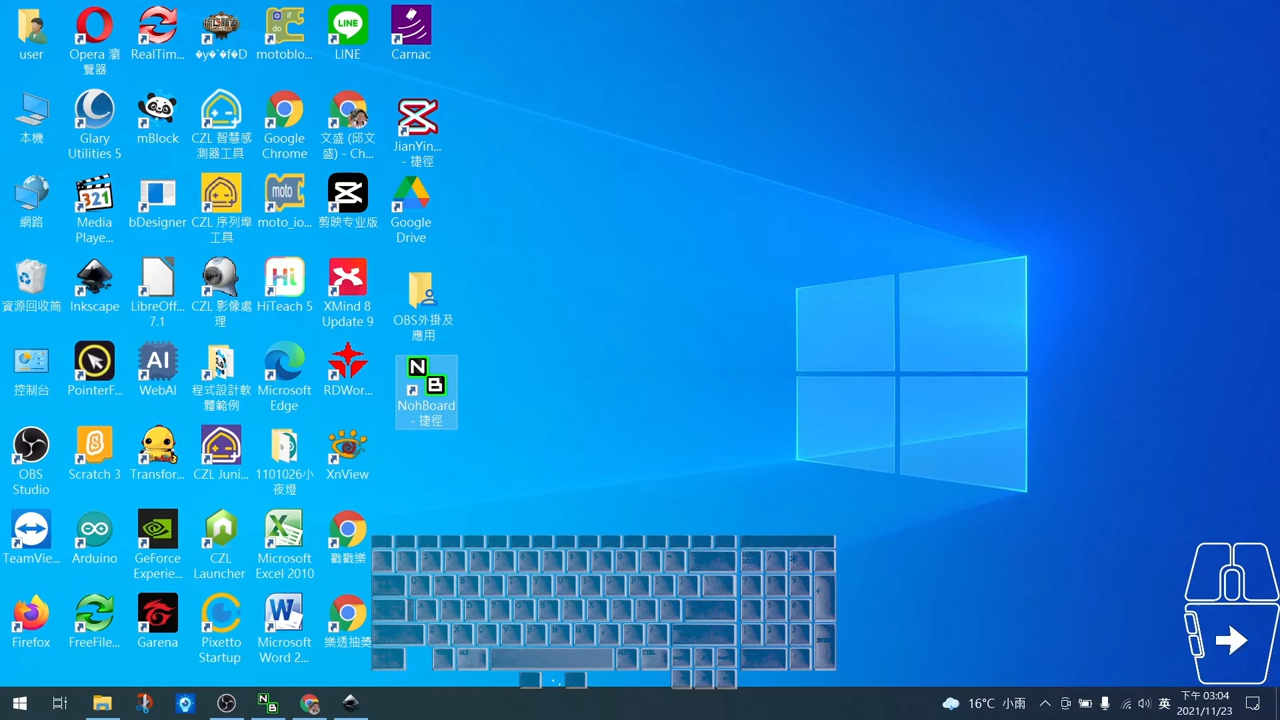 user
Opera 瀏
覽器
RealTim...
motoblo...
LINE
LINE
Carnac
本機
Glary
Utilities 5
mBlock
CZL 智慧感
測器工具
Google
Chrome
文盛 (邱文
盛) - Ch...
JianYin...
- 捷徑
網路
321
Media
Playe...
bDesigner
CZL 序列埠
工具
moto
moto_io...
剪映专业版
Google
Drive
資源回收筒
Inkscape
LibreOff...
7.1
CZL 影像處
理
Hi
HiTeach 5
XMind 8
Update 9
OBS外掛及
應用
控制台
PointerF...
AI
WebAI
程式設計軟
體範例
Microsoft
Edge
RDWor...
N
B
NohBoard
- 捷徑
OBS
Studio
Scratch 3
Transfor...
CZL Juni...
1101026小
夜燈
XnView
TeamVie...
Arduino
GeForce
Experie...
CZL
Launcher
Microsoft
Excel 2010
戳戳樂
Firefox
FreeFile...
Garena
Pixetto
Startup
Microsoft
Word 2...
樂透抽獎
16°C 小雨
英
下午 03:04
2021/11/23